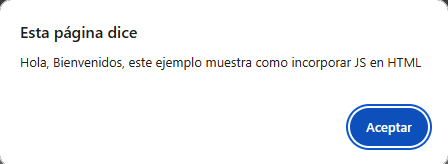 Esta página dice
Hola, Bienvenidos, este ejemplo muestra como incorporar JS en HTML
Aceptar